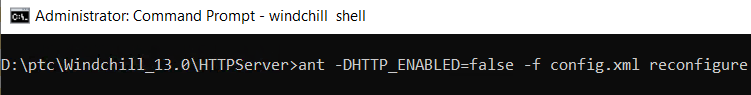 Administrator: Command Prompt - windchill  shell
D:\ptc\Windchill_13.0\HTTPServer>ant -DHTTP_ENABLED=false -f config.xml reconfigure